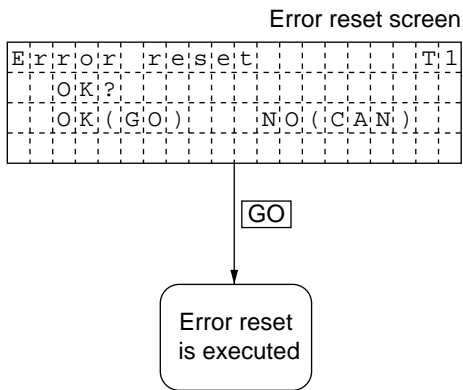 Error reset screen
Error reset T1
OK?
OK(GO) NO(CAN)
GO
Error reset
is executed